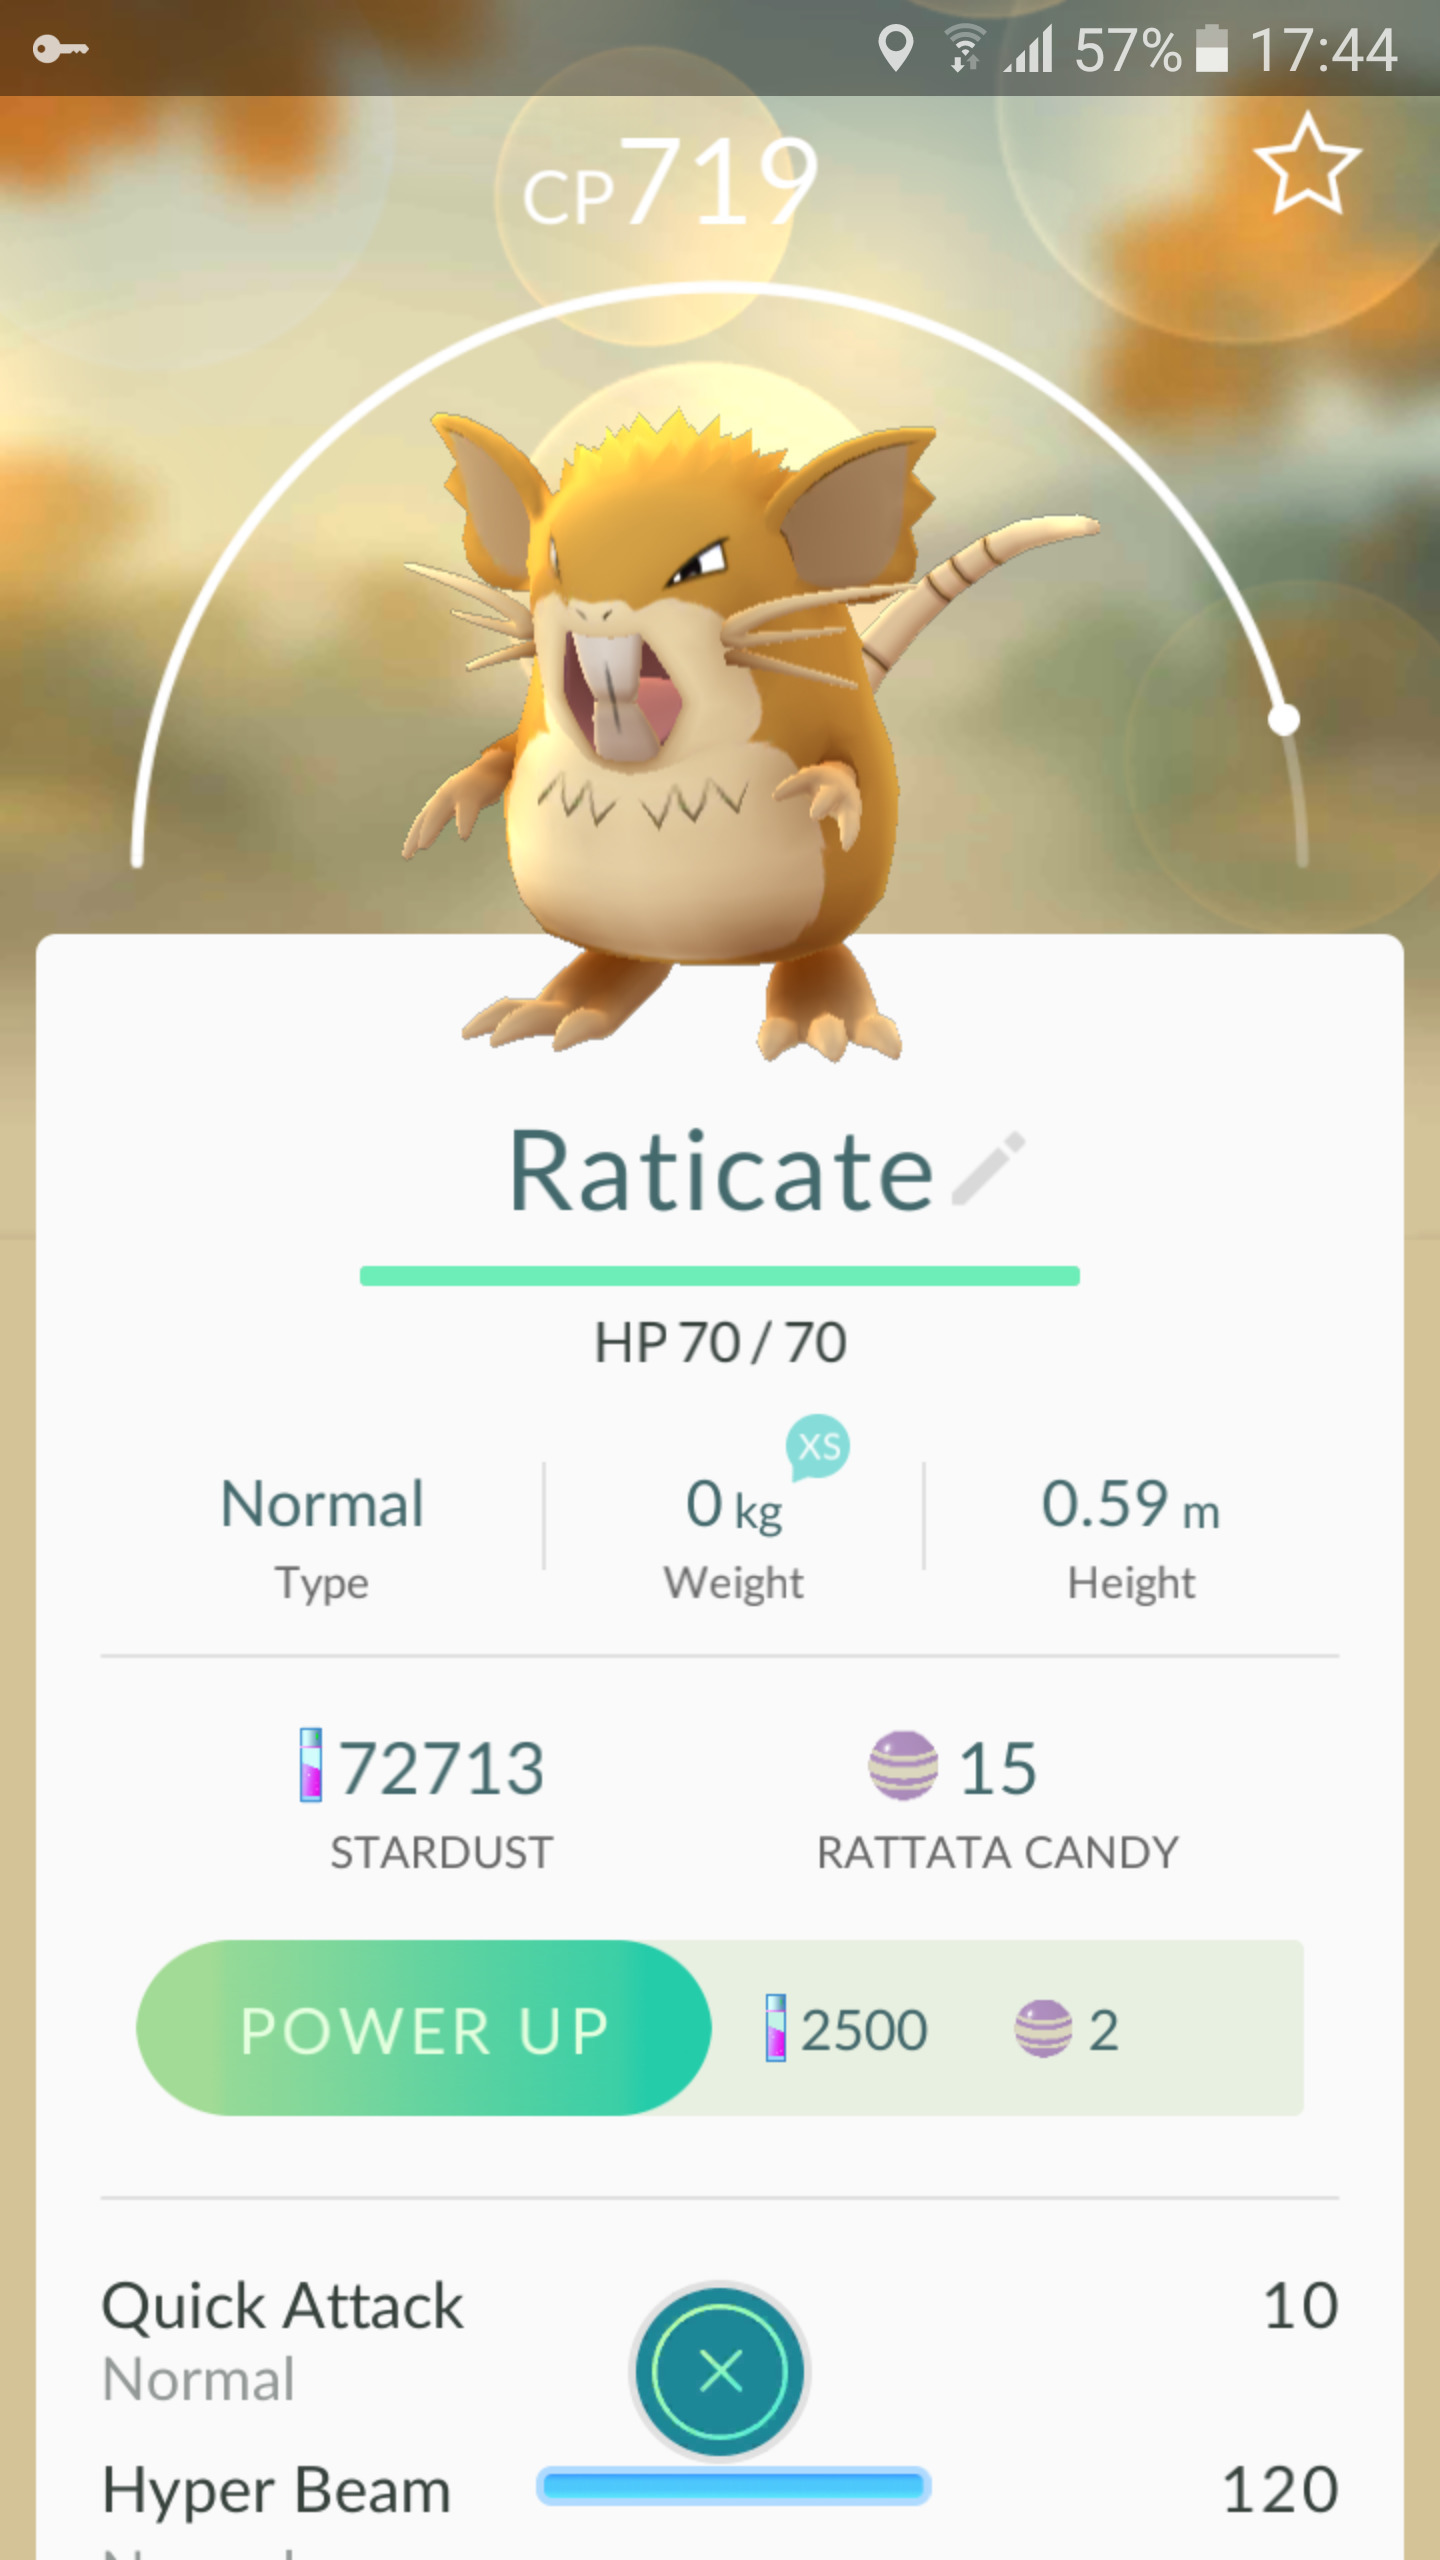 57% 17:44
CP719
Raticate
HP 70 / 70
XS
Normal 0 kg 0.59 m
Type Weight Height
72713 15
STARDUST RATTATA CANDY
POWER UP 2500 2
Quick Attack 10
Normal
Hyper Beam 120